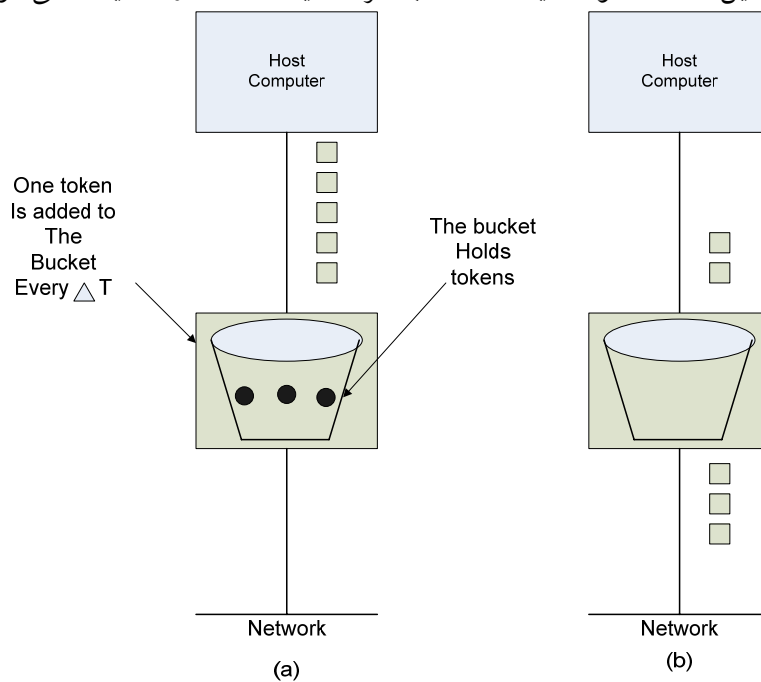 Host
Computer
Host
Computer
One token
Is added to
The
Bucket
Every △ T
The bucket
Holds
tokens
Network
(a)
Network
(b)